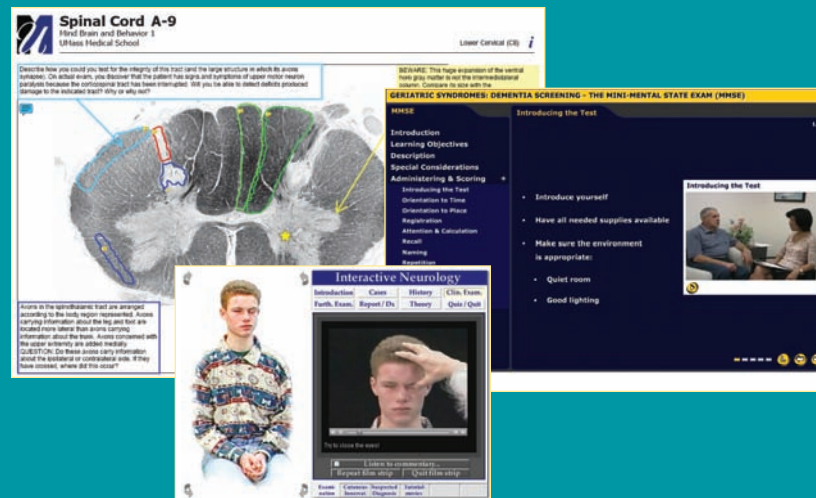 Spinal Cord A-9
Mind Brain and Behavior 1
UMass Medical School
Lower Cervical (C8) i
Describe how you could you test for the integrity of this tract (and the large structure in which its axons
synapse). On actual exam, you discover that the patient has signs and symptoms of upper motor neuron
paralysis because the corticospinal tract has been interrupted. Will you be able to detect deficits produced
damage to the indicated tract? Why or why not?
BEWARE: This huge expansion of the ventral
horn gray matter is not the intermediolateral
column. Compare its size with the
Axons in the spinothalamic tract are arranged
according to the body region represented. Axons
carrying information about the leg and foot are
located more lateral than axons carrying
information about the trunk. Axons concerned with
the upper extremity are added medially.
QUESTION: Do these axons carry information
about the ipsilateral or contralateral side. If they
have crossed, where did this occur?
GERIATRIC SYNDROMES: DEMENTIA SCREENING - THE MINI-MENTAL STATE EXAM (MMSE)
MMSE
Introduction
Learning Objectives
Description
Special Considerations
Administering & Scoring
Introducing the Test
Orientation to Time
Orientation to Place
Registration
Attention & Calculation
Recall
Naming
Repetition
Introducing the Test
• Introduce yourself
• Have all needed supplies available
• Make sure the environment
is appropriate:
• Quiet room
• Good lighting
Introducing the Test
Interactive Neurology
Introduction Cases History Clin. Exam.
Furth. Exam. Report / Dx Theory Quiz / Quit
Try to close the eyes!
Listen to commentary...
Repeat film strip Quit film strip
Exami- Cutaneous Suspected Tutorial-
nation Innervat. Diagnosis movies